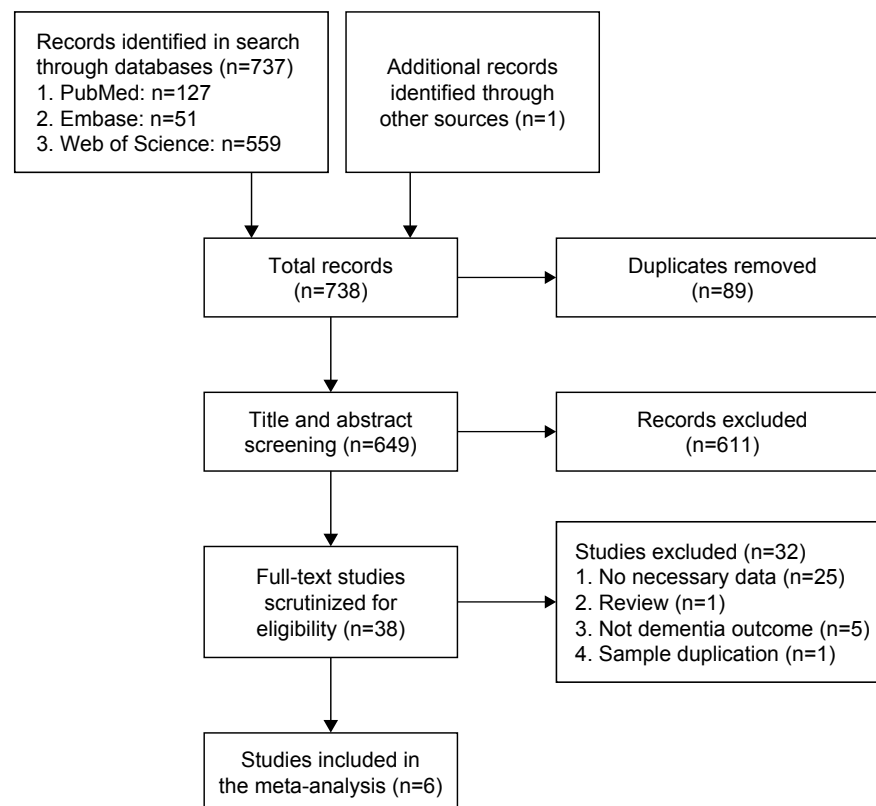 Records identified in search
through databases (n=737)
1. PubMed: n=127
2. Embase: n=51
3. Web of Science: n=559
Additional records
identified through
other sources (n=1)
Total records
(n=738)
Duplicates removed
(n=89)
Title and abstract
screening (n=649)
Records excluded
(n=611)
Full-text studies
scrutinized for
eligibility (n=38)
Studies excluded (n=32)
1. No necessary data (n=25)
2. Review (n=1)
3. Not dementia outcome (n=5)
4. Sample duplication (n=1)
Studies included in
the meta-analysis (n=6)